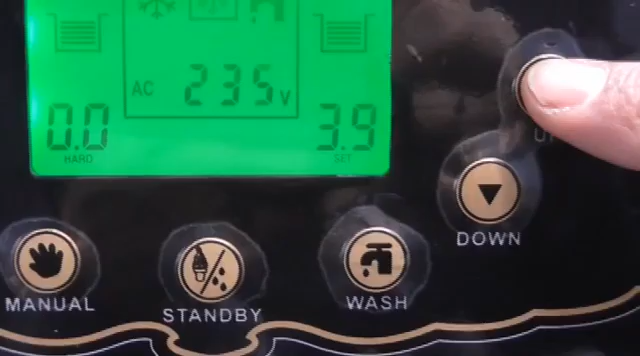 AC 235V
0.0 3.9
HARD SET
UP
DOWN
MANUAL STANDBY WASH